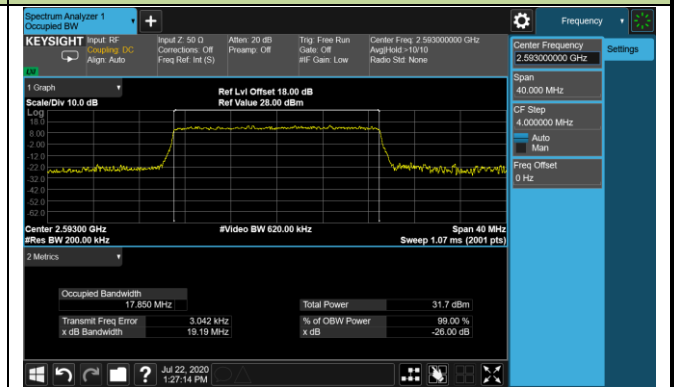 Spectrum Analyzer 1
Occupied BW
+
Frequency
KEYSIGHT
Input: RF
Coupling: DC
Align: Auto
Input Z: 50 Ω
Corrections: Off
Freq Ref: Int (S)
Atten: 20 dB
Preamp: Off
Trig: Free Run
Gate: Off
#IF Gain: Low
Center Freq: 2.593000000 GHz
Avg|Hold:>10/10
Radio Std: None
Center Frequency
2.593000000 GHz
Settings
Span
40.000 MHz
CF Step
4.000000 MHz
Auto
Man
Freq Offset
0 Hz
1 Graph
Scale/Div 10.0 dB
Ref Lvl Offset 18.00 dB
Ref Value 28.00 dBm
Log
18.0
8.00
-2.00
-12.0
-22.0
-32.0
-42.0
-52.0
-62.0
Center 2.59300 GHz
#Res BW 200.00 kHz
#Video BW 620.00 kHz
Span 40 MHz
Sweep 1.07 ms (2001 pts)
2 Metrics
Occupied Bandwidth
17.850 MHz
Total Power 31.7 dBm
Transmit Freq Error 3.042 kHz
% of OBW Power 99.00 %
x dB Bandwidth 19.19 MHz
x dB -26.00 dB
?
Jul 22, 2020
1:27:14 PM